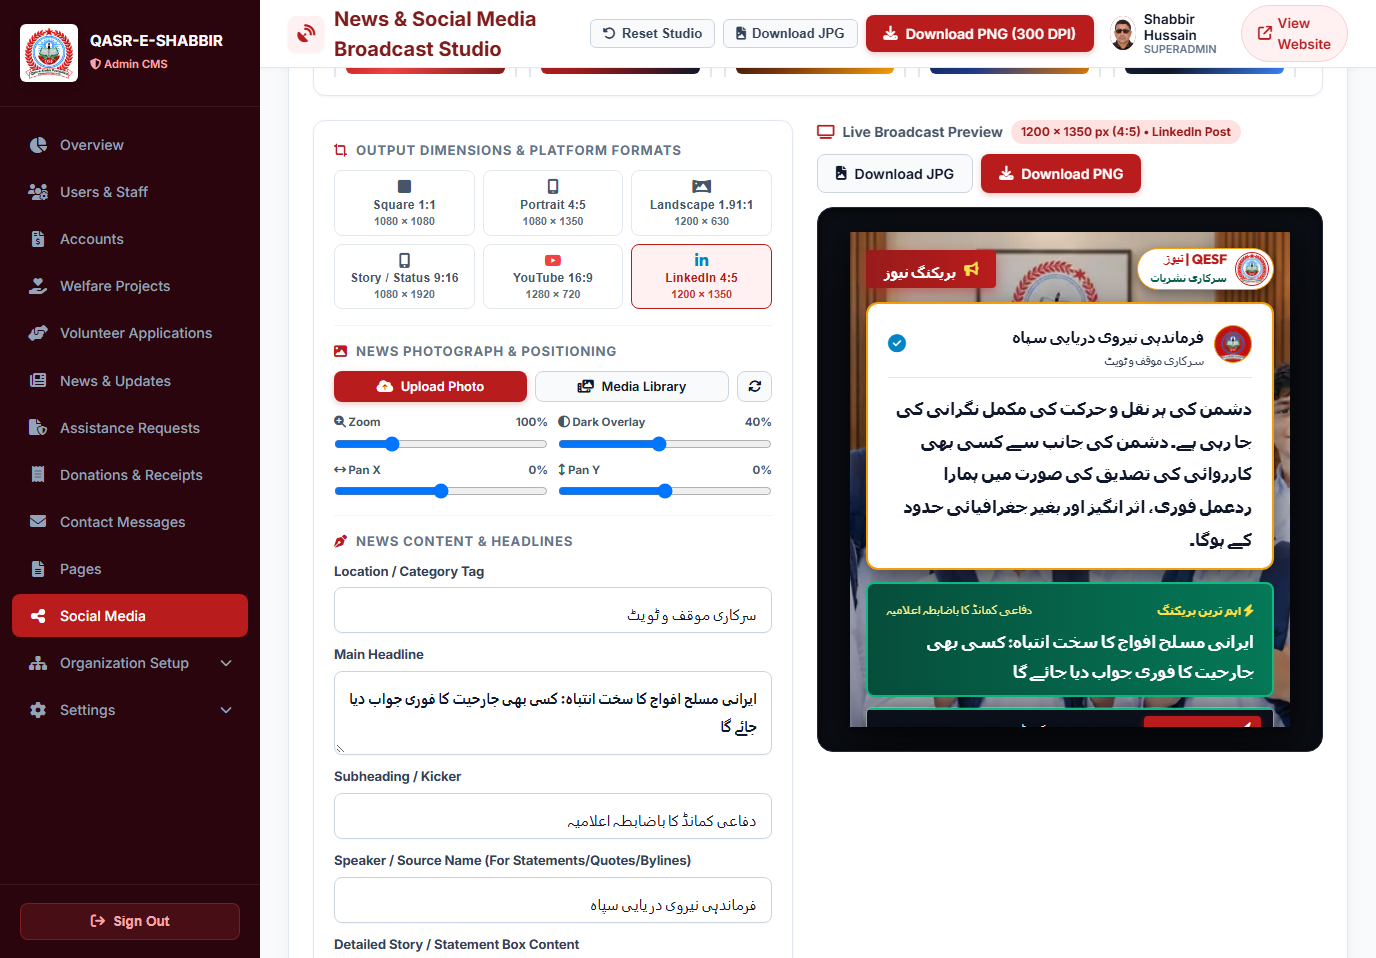 QASR-E-SHABBIR
Admin CMS
Overview
Users & Staff
Accounts
Welfare Projects
Volunteer Applications
News & Updates
Assistance Requests
Donations & Receipts
Contact Messages
Pages
Social Media
Organization Setup
Settings
Sign Out
News & Social Media
Broadcast Studio
Reset Studio
Download JPG
Download PNG (300 DPI)
Shabbir
Hussain
SUPERADMIN
View
Website
OUTPUT DIMENSIONS & PLATFORM FORMATS
Square 1:1
1080 × 1080
Portrait 4:5
1080 × 1350
Landscape 1.91:1
1200 × 630
Story / Status 9:16
1080 × 1920
YouTube 16:9
1280 × 720
LinkedIn 4:5
1200 × 1350
NEWS PHOTOGRAPH & POSITIONING
Upload Photo
Media Library
Zoom 100%
Dark Overlay 40%
Pan X 0%
Pan Y 0%
NEWS CONTENT & HEADLINES
Location / Category Tag
سرکاری موقف و ٹویٹ
Main Headline
ایرانی مسلح افواج کا سخت انتباہ: کسی بھی جارحیت کا فوری جواب دیا
جائے گا
Subheading / Kicker
دفاعی کمانڈ کا باضابطہ اعلامیہ
Speaker / Source Name (For Statements/Quotes/Bylines)
فرماندہی نیروی دریایی سپاہ
Detailed Story / Statement Box Content
Live Broadcast Preview
1200 × 1350 px (4:5) • LinkedIn Post
Download JPG
Download PNG
بریکنگ نیوز
QESF | نیوز
سرکاری نشریات
فرماندہی نیروی دریایی سپاہ
سرکاری موقف و ٹویٹ
دشمن کی ہر نقل و حرکت کی مکمل نگرانی کی
جا رہی ہے۔ دشمن کی جانب سے کسی بھی
کارروائی کی تصدیق کی صورت میں ہمارا
ردعمل فوری، اثر انگیز اور بغیر جغرافیائی حدود
کے ہوگا۔
اہم ترین بریکنگ
دفاعی کمانڈ کا باضابطہ اعلامیہ
ایرانی مسلح افواج کا سخت انتباہ: کسی بھی
جارحیت کا فوری جواب دیا جائے گا